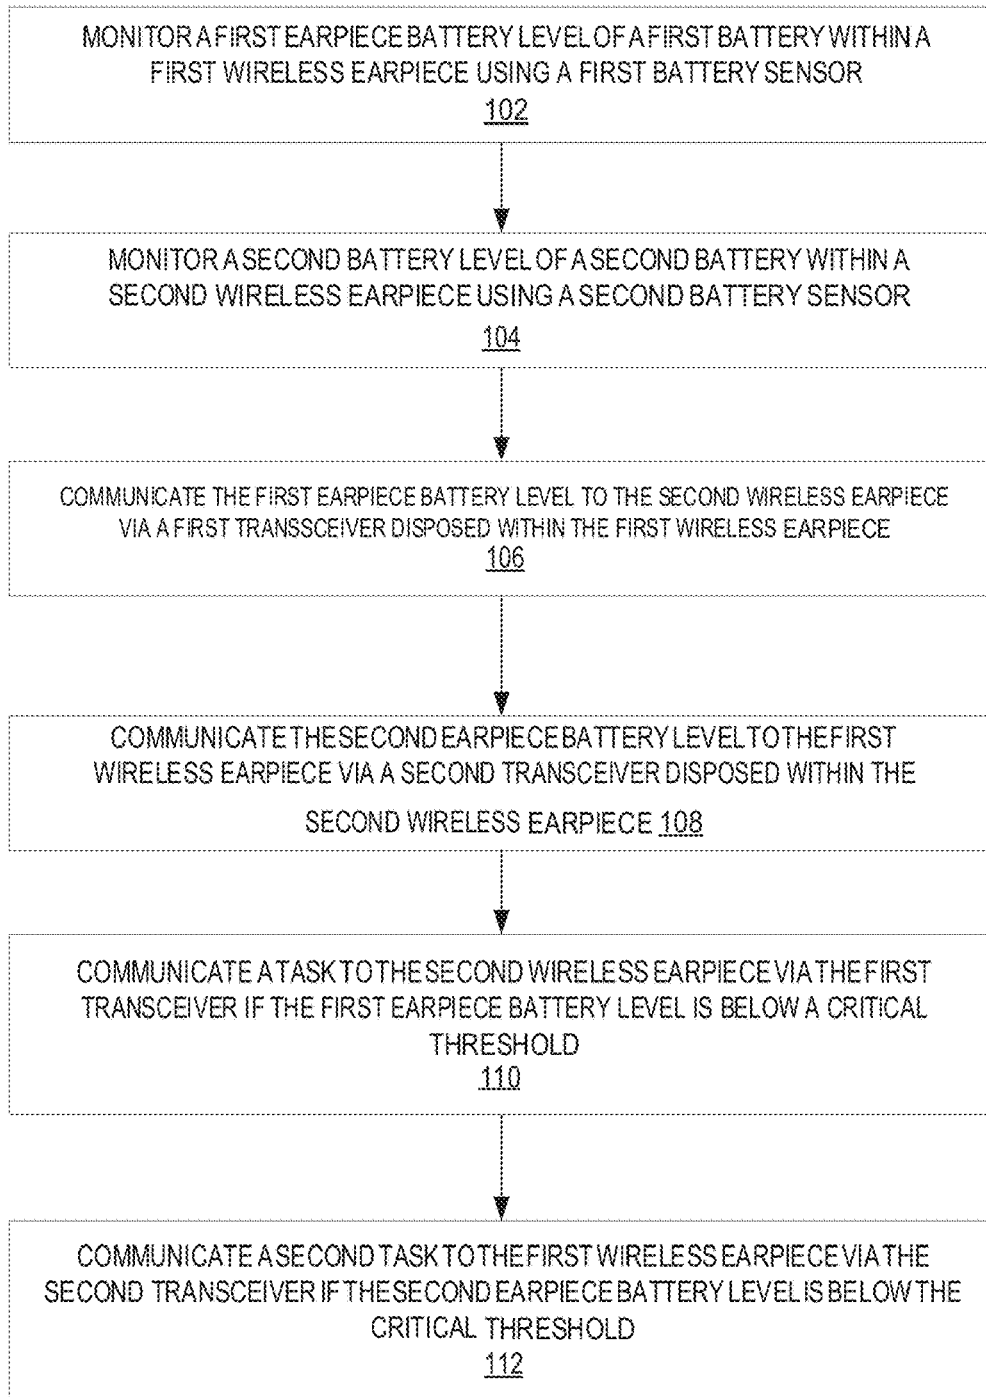 MONITOR A FIRST EARPIECE BATTERY LEVEL OF A FIRST BATTERY WITHIN A
FIRST WIRELESS EARPIECE USING A FIRST BATTERY SENSOR
102
MONITOR A SECOND BATTERY LEVEL OF A SECOND BATTERY WITHIN A
SECOND WIRELESS EARPIECE USING A SECOND BATTERY SENSOR
104
COMMUNICATE THE FIRST EARPIECE BATTERY LEVEL TO THE SECOND WIRELESS EARPIECE
VIA A FIRST TRANSSCEIVER DISPOSED WITHIN THE FIRST WIRELESS EARPIECE
106
COMMUNICATE THE SECOND EARPIECE BATTERY LEVEL TO THE FIRST
WIRELESS EARPIECE VIA A SECOND TRANSCEIVER DISPOSED WITHIN THE
SECOND WIRELESS EARPIECE 108
COMMUNICATE A TASK TO THE SECOND WIRELESS EARPIECE VIA THE FIRST
TRANSCEIVER IF THE FIRST EARPIECE BATTERY LEVEL IS BELOW A CRITICAL
THRESHOLD
110
COMMUNICATE A SECOND TASK TO THE FIRST WIRELESS EARPIECE VIA THE
SECOND TRANSCEIVER IF THE SECOND EARPIECE BATTERY LEVEL IS BELOW THE
CRITICAL THRESHOLD
112